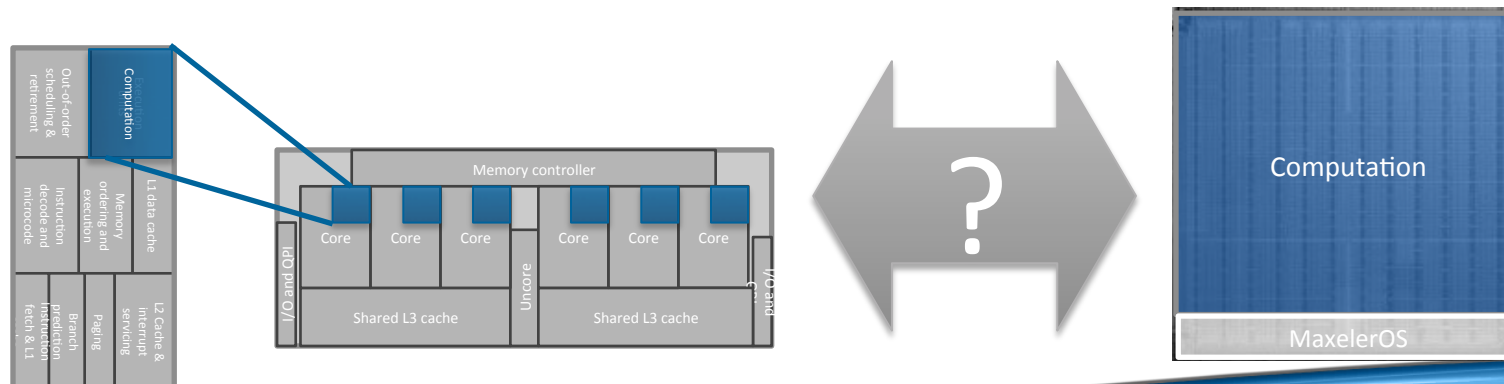 Out-of-order
scheduling &
retirement
Computation
Instruction
decode and
microcode
Memory
ordering and
execution
L1 data cache
Instruction
fetch & L1
Branch
prediction
Paging
L2 Cache &
interrupt
servicing
Memory controller
Core
Core
Core
Core
Core
Core
I/O and QPI
Uncore
I/O and
Shared L3 cache
Shared L3 cache
?
Computation
MaxelerOS